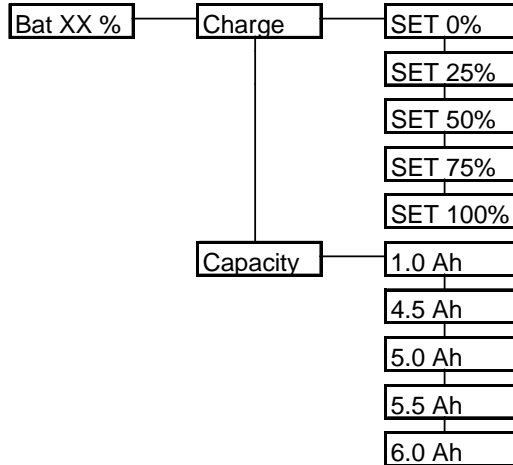 Bat XX %
Charge
SET 0%
SET 25%
SET 50%
SET 75%
SET 100%
Capacity
1.0 Ah
4.5 Ah
5.0 Ah
5.5 Ah
6.0 Ah